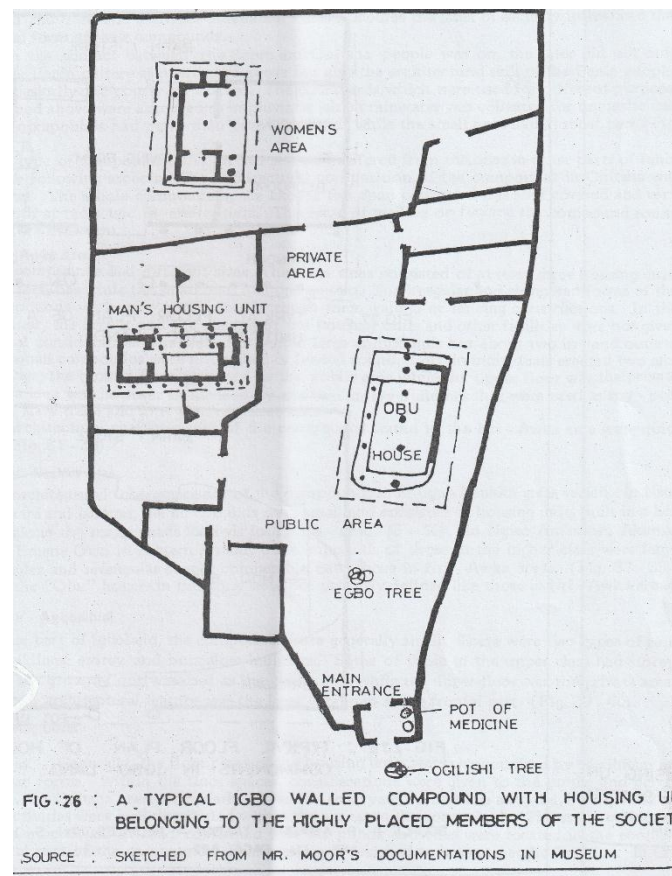 WOMEN'S
AREA
PRIVATE
AREA
MAN'S HOUSING UNIT
OBU
HOUSE
PUBLIC AREA
EGBO TREE
MAIN
ENTRANCE
POT OF
MEDICINE
OGILISHI TREE
FIG.26 : A TYPICAL IGBO WALLED COMPOUND WITH HOUSING U
BELONGING TO THE HIGHLY PLACED MEMBERS OF THE SOCIET
SOURCE : SKETCHED FROM MR. MOOR'S DOCUMENTATIONS IN MUSEUM